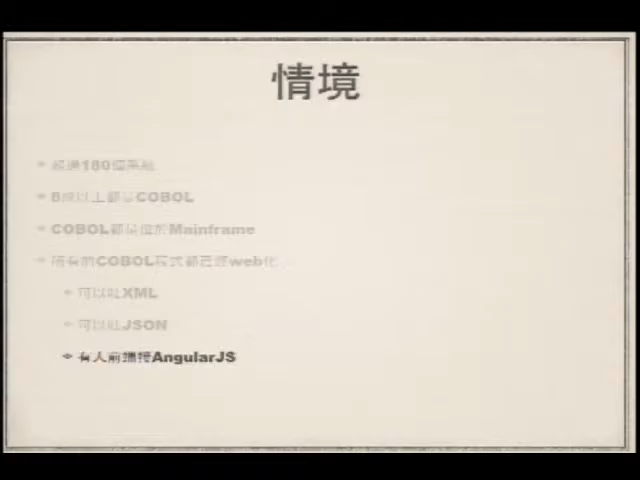 情境
超過180個系統
8成以上都是COBOL
COBOL都是位於Mainframe
所有的COBOL程式都已經web化
可以吐XML
可以吐JSON
有人前端接AngularJS